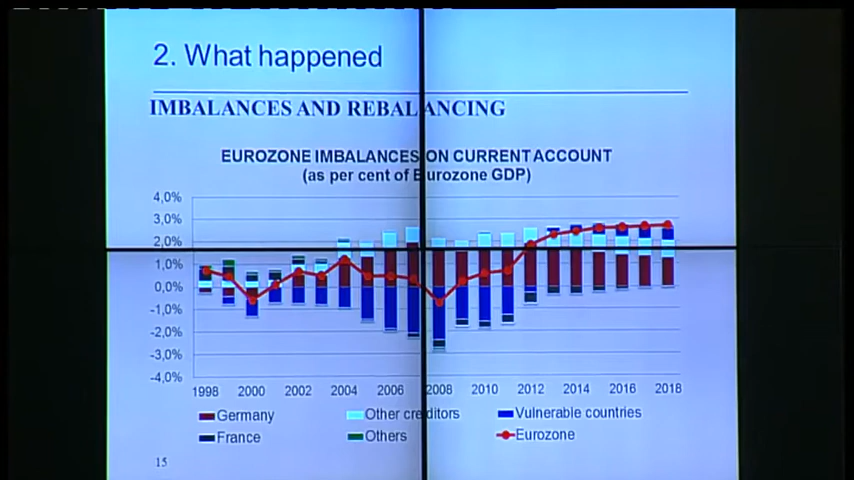 2. What happened
IMBALANCES AND REBALANCING
EUROZONE IMBALANCES ON CURRENT ACCOUNT
(as per cent of Eurozone GDP)
4,0%
3,0%
2,0%
1,0%
0,0%
-1,0%
-2,0%
-3,0%
-4,0%
1998 2000 2002 2004 2006 2008 2010 2012 2014 2016 2018
Germany Other creditors Vulnerable countries
France Others Eurozone
15